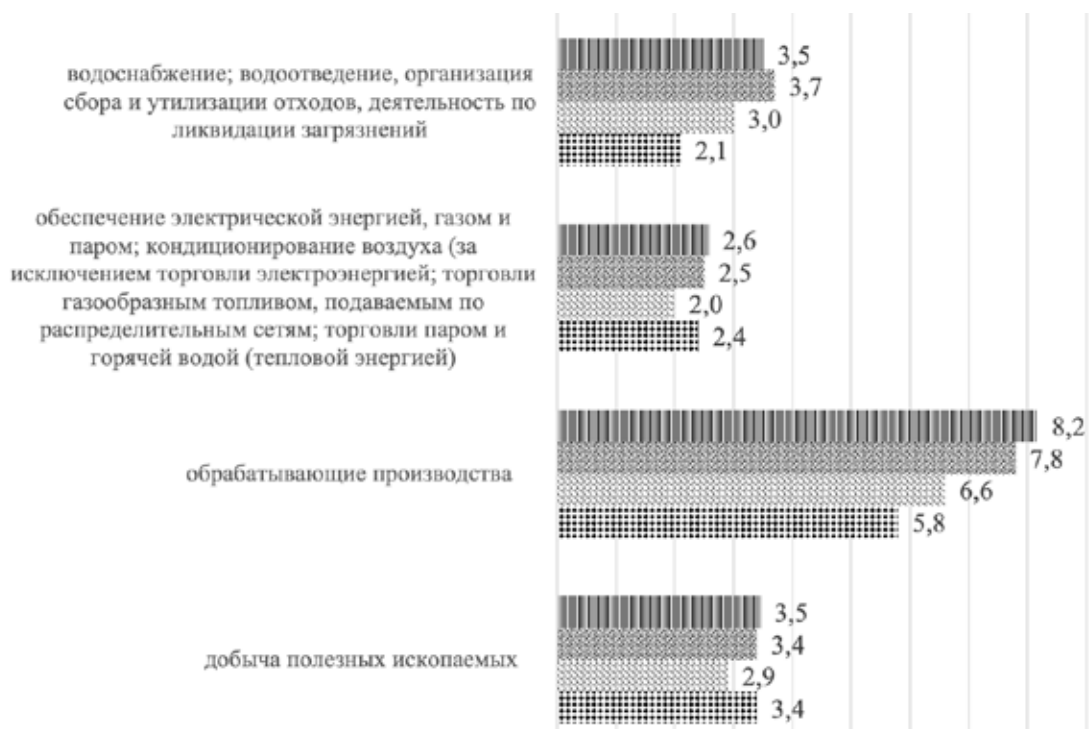 водоснабжение; водоотведение, организация
сбора и утилизации отходов, деятельность по
ликвидации загрязнений
3,5
3,7
3,0
2,1
обеспечение электрической энергией, газом и
паром; кондиционирование воздуха (за
исключением торговли электроэнергией; торговли
газообразным топливом, подаваемым по
распределительным сетям; торговли паром и
горячей водой (тепловой энергией)
2,6
2,5
2,0
2,4
обрабатывающие производства
8,2
7,8
6,6
5,8
добыча полезных ископаемых
3,5
3,4
2,9
3,4